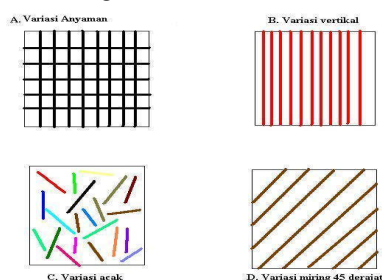 A. Variasi Anyaman
B. Variasi vertikal
C. Variasi acak
D. Variasi miring 45 derajat